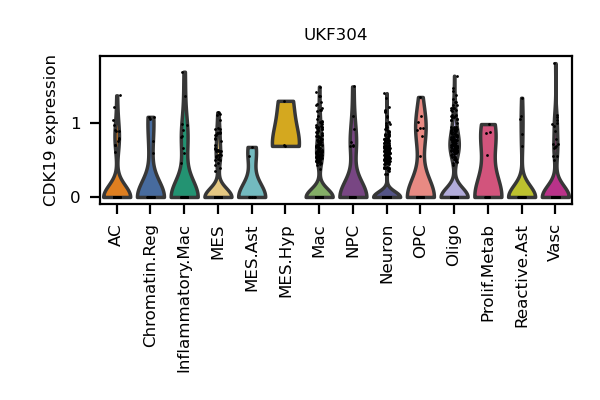 UKF304
CDK19 expression
1
0
AC
Chromatin.Reg
Inflammatory.Mac
MES
MES.Ast
MES.Hyp
Mac
NPC
Neuron
OPC
Oligo
Prolif.Metab
Reactive.Ast
Vasc